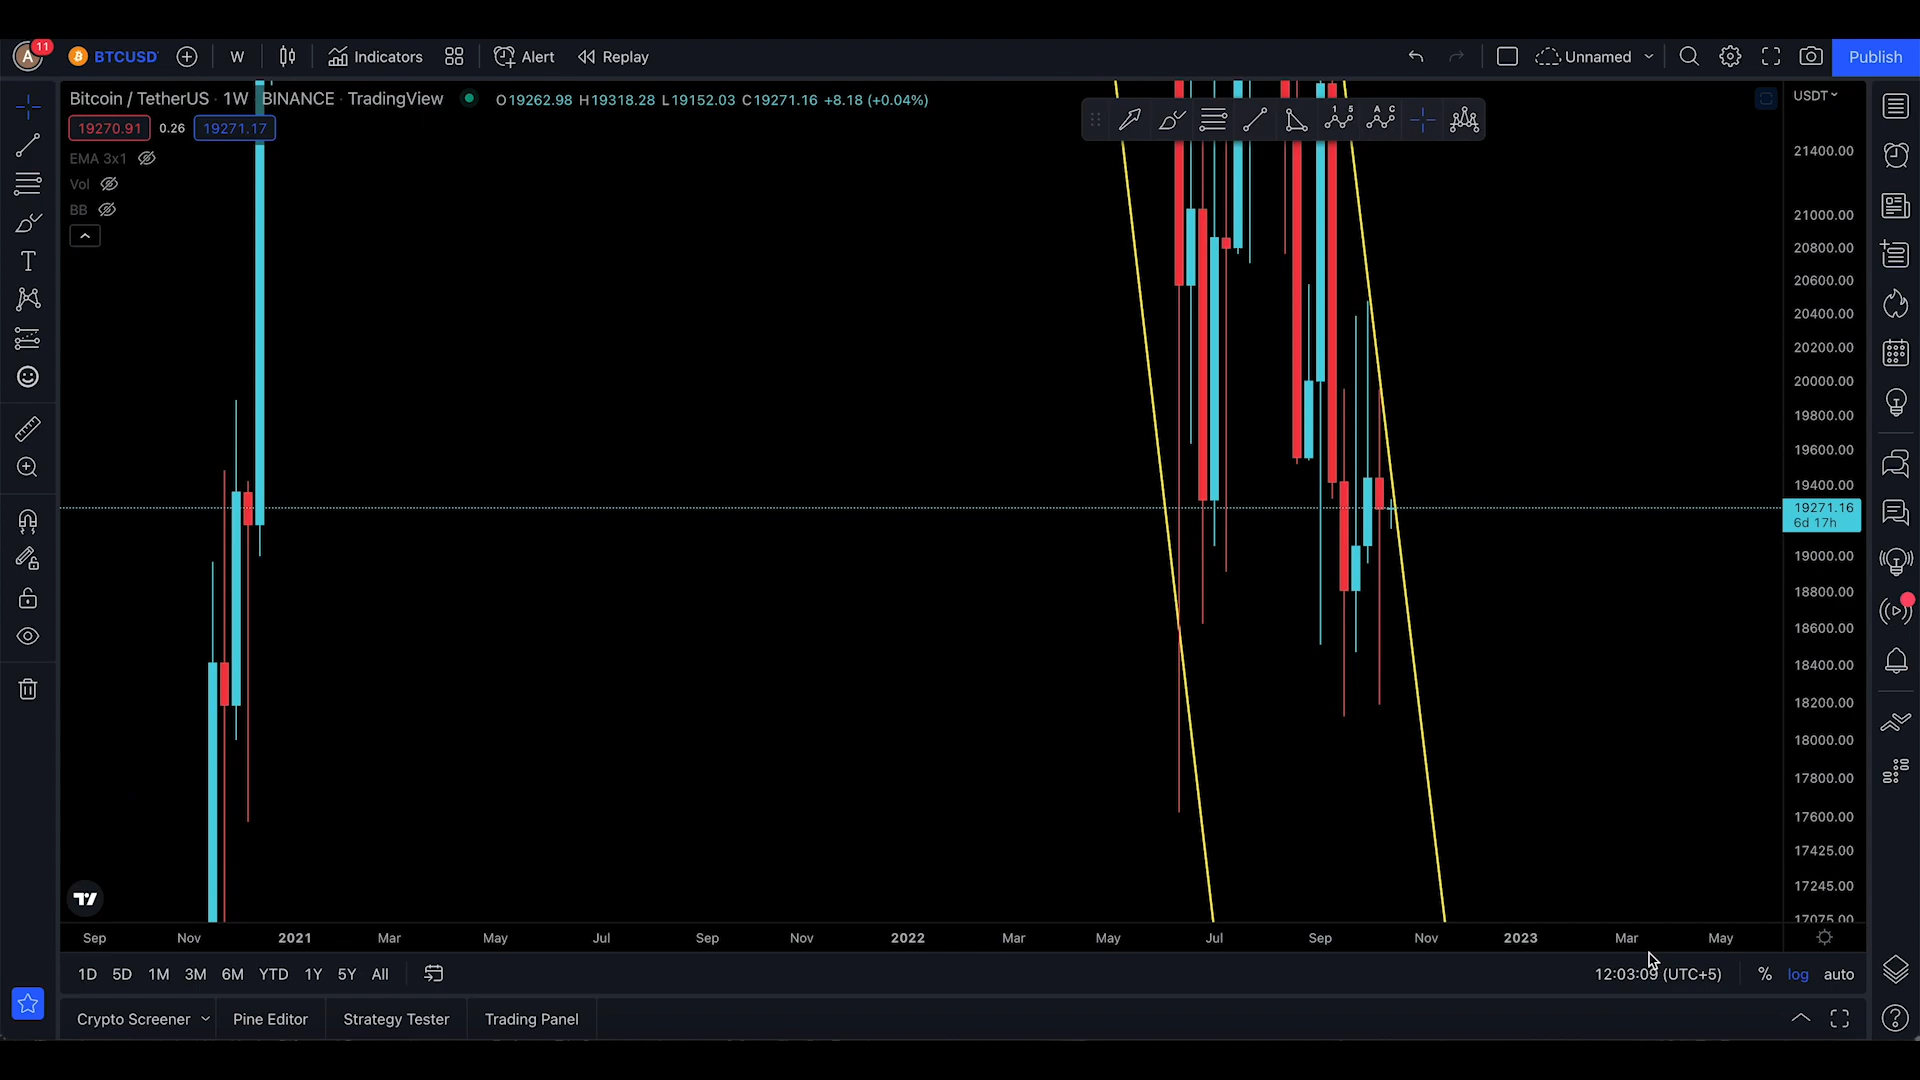 A 11 BTCUSD W Indicators Alert Replay Unnamed Publish
Bitcoin / TetherUS · 1W · BINANCE · TradingView O19262.98 H19318.28 L19152.03 C19271.16 +8.18 (+0.04%)
USDT
19270.91 0.26 19271.17
EMA 3x1
Vol
BB
1 5
A C
21400.00
21000.00
20800.00
20600.00
20400.00
20200.00
20000.00
19800.00
19600.00
19400.00
19271.16
6d 17h
19000.00
18800.00
18600.00
18400.00
18200.00
18000.00
17800.00
17600.00
17425.00
17245.00
17075.00
Sep Nov 2021 Mar May Jul Sep Nov 2022 Mar May Jul Sep Nov 2023 Mar May
1D 5D 1M 3M 6M YTD 1Y 5Y All 12:03:09 (UTC+5) % log auto
Crypto Screener Pine Editor Strategy Tester Trading Panel